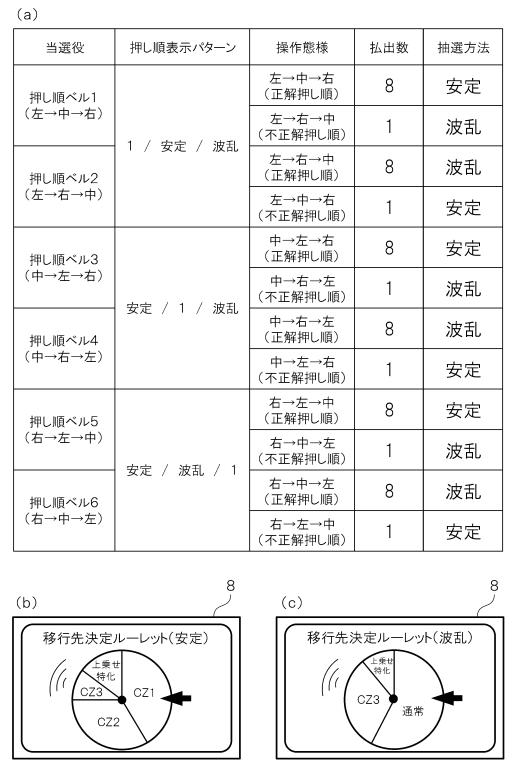 (a)
当選役 押し順表示パターン 操作態様 払出数 抽選方法
押し順ベル1
(左→中→右)
1 / 安定 / 波乱
左→中→右
(正解押し順)
8 安定
左→右→中
(不正解押し順)
1 波乱
押し順ベル2
(左→右→中)
左→右→中
(正解押し順)
8 波乱
左→中→右
(不正解押し順)
1 安定
押し順ベル3
(中→左→右)
安定 / 1 / 波乱
中→左→右
(正解押し順)
8 安定
中→右→左
(不正解押し順)
1 波乱
押し順ベル4
(中→右→左)
中→右→左
(正解押し順)
8 波乱
中→左→右
(不正解押し順)
1 安定
押し順ベル5
(右→左→中)
安定 / 波乱 / 1
右→左→中
(正解押し順)
8 安定
右→中→左
(不正解押し順)
1 波乱
押し順ベル6
(右→中→左)
右→中→左
(正解押し順)
8 波乱
右→左→中
(不正解押し順)
1 安定
(b)
8
移行先決定ルーレット(安定)
上乗せ
特化
CZ3
CZ1
CZ2
(c)
8
移行先決定ルーレット(波乱)
上乗せ
特化
CZ3
通常